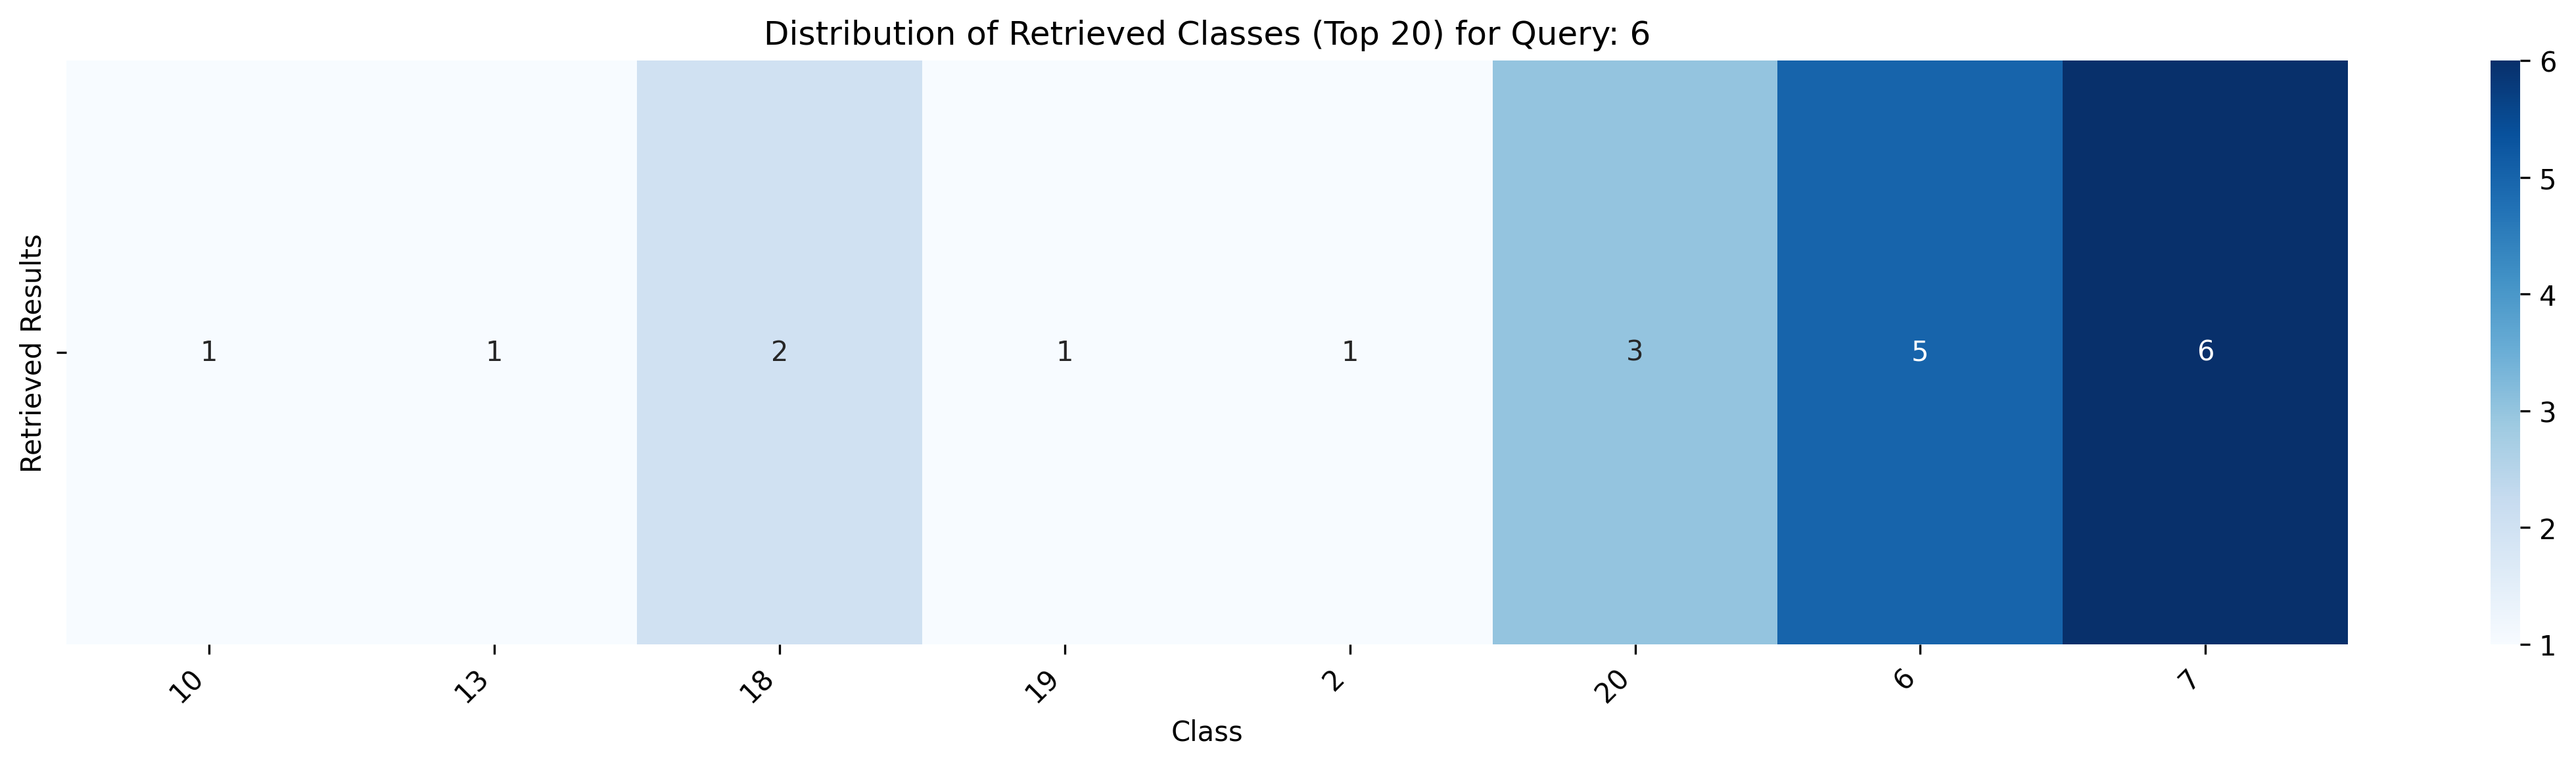 Distribution of Retrieved Classes (Top 20) for Query: 6
Retrieved Results
1 1 2 1 1 3 5 6
10 13 18 19 2 20 6 7
Class
6
5
4
3
2
1